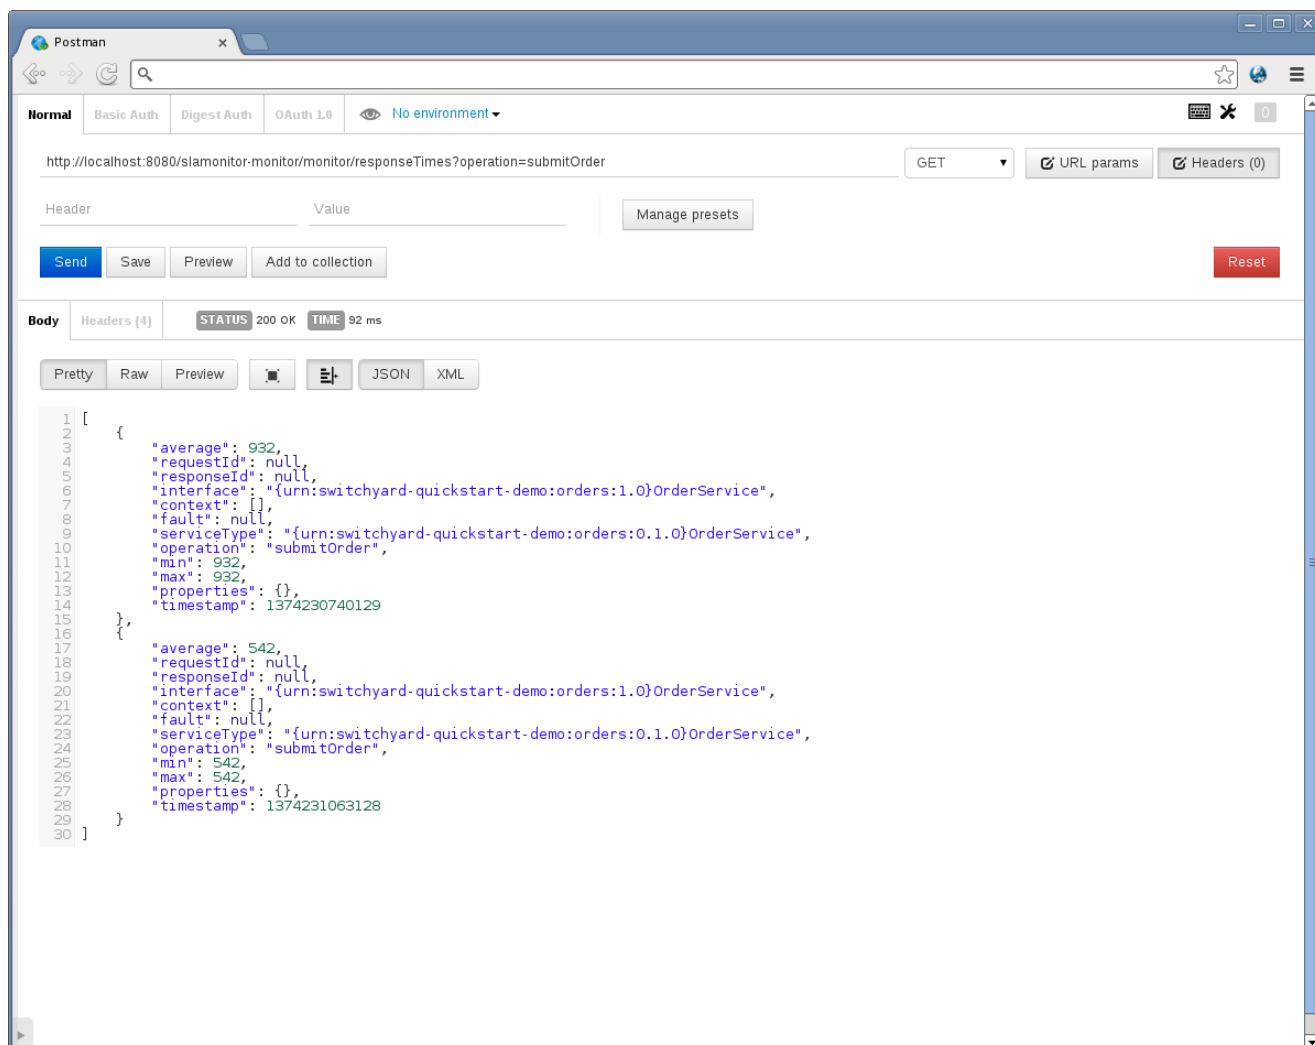 Postman
Normal Basic Auth Digest Auth OAuth 1.0 No environment 0
http://localhost:8080/slamonitor-monitor/monitor/responseTimes?operation=submitOrder GET URL params Headers (0)
Header Value Manage presets
Send Save Preview Add to collection Reset
Body Headers (4) STATUS 200 OK TIME 92 ms
Pretty Raw Preview JSON XML
1 [
2 {
3 "average": 932,
4 "requestId": null,
5 "responseId": null,
6 "interface": "{urn:switchyard-quickstart-demo:orders:1.0}OrderService",
7 "context": [],
8 "fault": null,
9 "serviceType": "{urn:switchyard-quickstart-demo:orders:0.1.0}OrderService",
10 "operation": "submitOrder",
11 "min": 932,
12 "max": 932,
13 "properties": {},
14 "timestamp": 1374230740129
15 },
16 {
17 "average": 542,
18 "requestId": null,
19 "responseId": null,
20 "interface": "{urn:switchyard-quickstart-demo:orders:1.0}OrderService",
21 "context": [],
22 "fault": null,
23 "serviceType": "{urn:switchyard-quickstart-demo:orders:0.1.0}OrderService",
24 "operation": "submitOrder",
25 "min": 542,
26 "max": 542,
27 "properties": {},
28 "timestamp": 1374231063128
29 }
30 ]